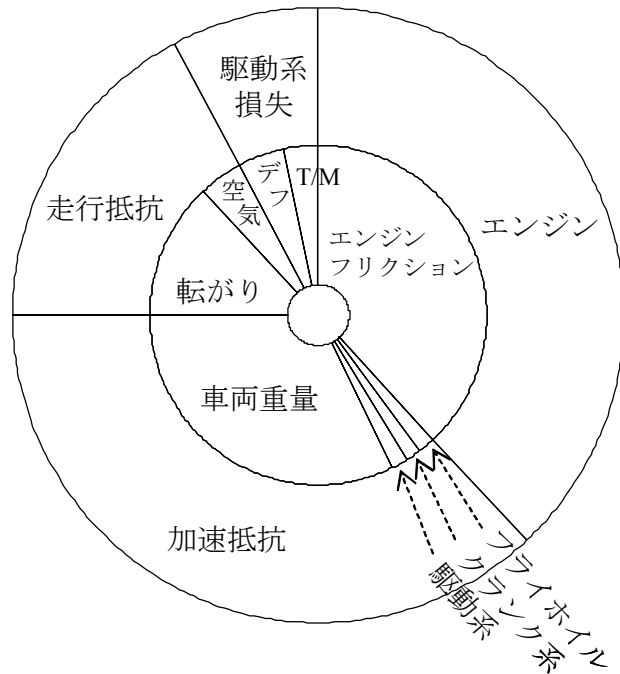 駆動系
損失
エンジン
走行抵抗
空気
デフ
T/M
エンジン
フリクション
転がり
車両重量
加速抵抗
フライホイル
クランク系
駆動系